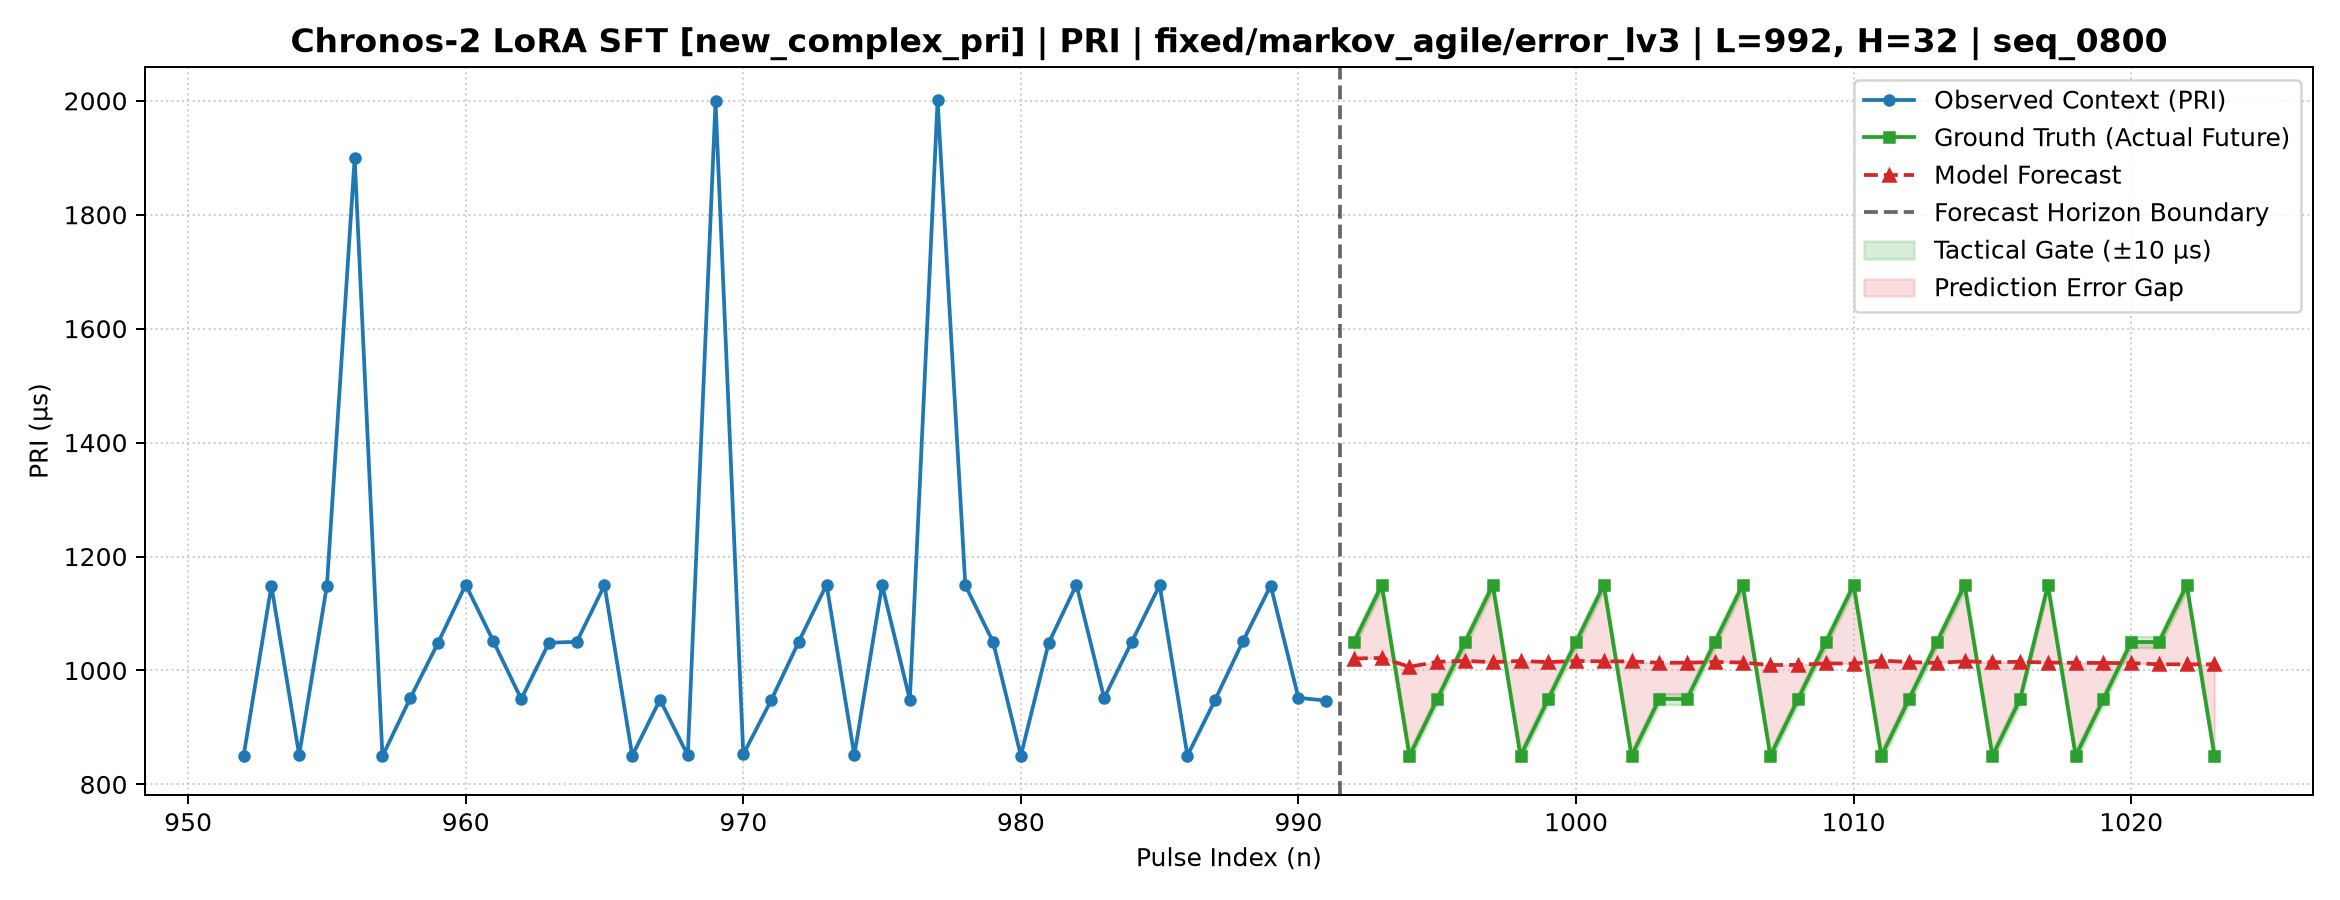 Chronos-2 LoRA SFT [new_complex_pri] | PRI | fixed/markov_agile/error_lv3 | L=992, H=32 | seq_0800
Observed Context (PRI)
Ground Truth (Actual Future)
Model Forecast
Forecast Horizon Boundary
Tactical Gate (±10 µs)
Prediction Error Gap
PRI (µs)
2000
1800
1600
1400
1200
1000
800
950
960
970
980
990
1000
1010
1020
Pulse Index (n)